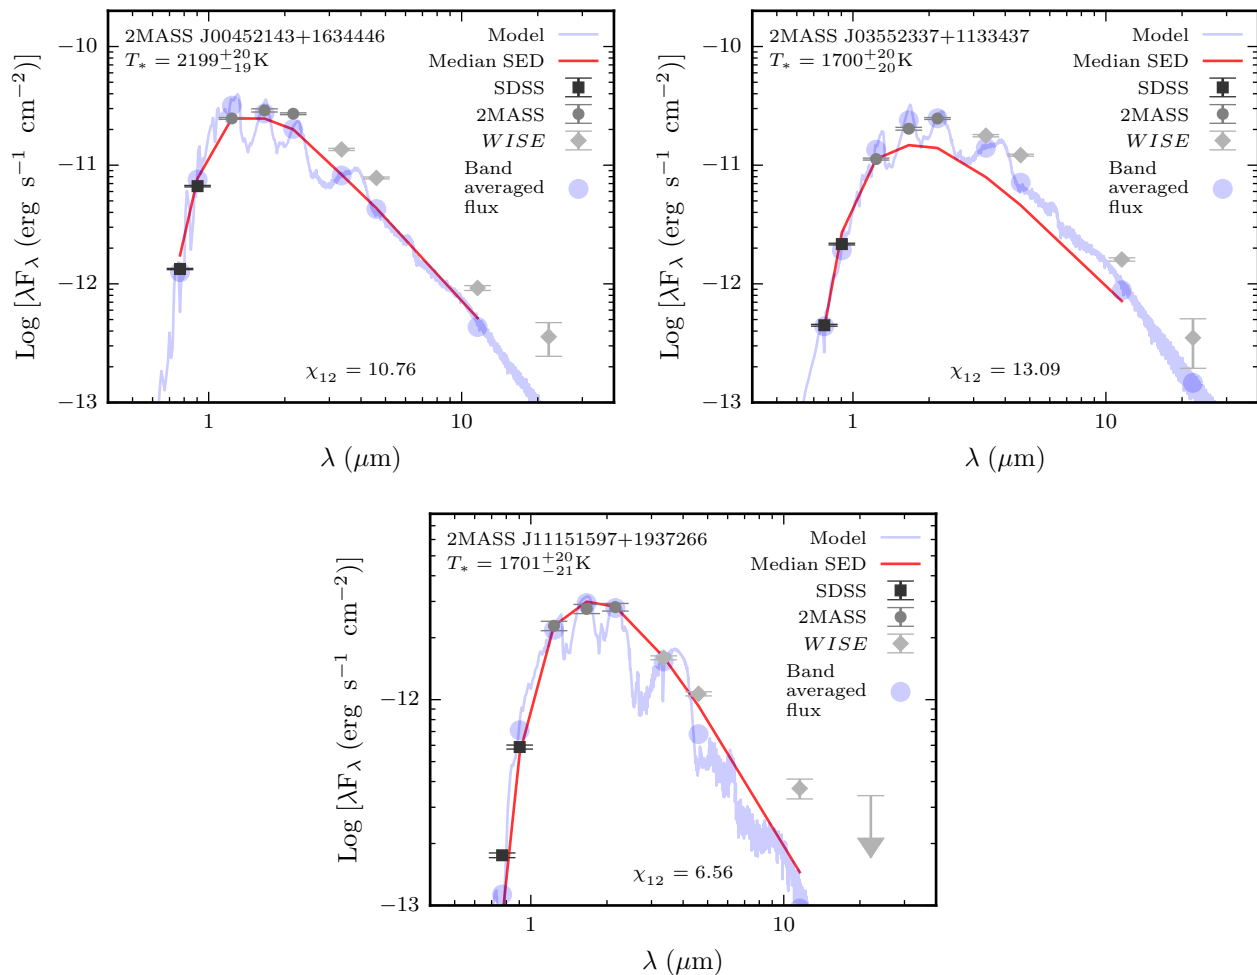 2MASS J00452143+1634446
T* = 2199 +20 −19 K
Model
Median SED
SDSS
2MASS
WISE
Band
averaged
flux
χ12 = 10.76
−10
−11
−12
−13
1
10
λ (μm)
Log [λFλ (erg s−1 cm−2)]
2MASS J03552337+1133437
T* = 1700 +20 −20 K
Model
Median SED
SDSS
2MASS
WISE
Band
averaged
flux
χ12 = 13.09
−10
−11
−12
−13
1
10
λ (μm)
Log [λFλ (erg s−1 cm−2)]
2MASS J11151597+1937266
T* = 1701 +20 −21 K
Model
Median SED
SDSS
2MASS
WISE
Band
averaged
flux
χ12 = 6.56
−12
−13
1
10
λ (μm)
Log [λFλ (erg s−1 cm−2)]